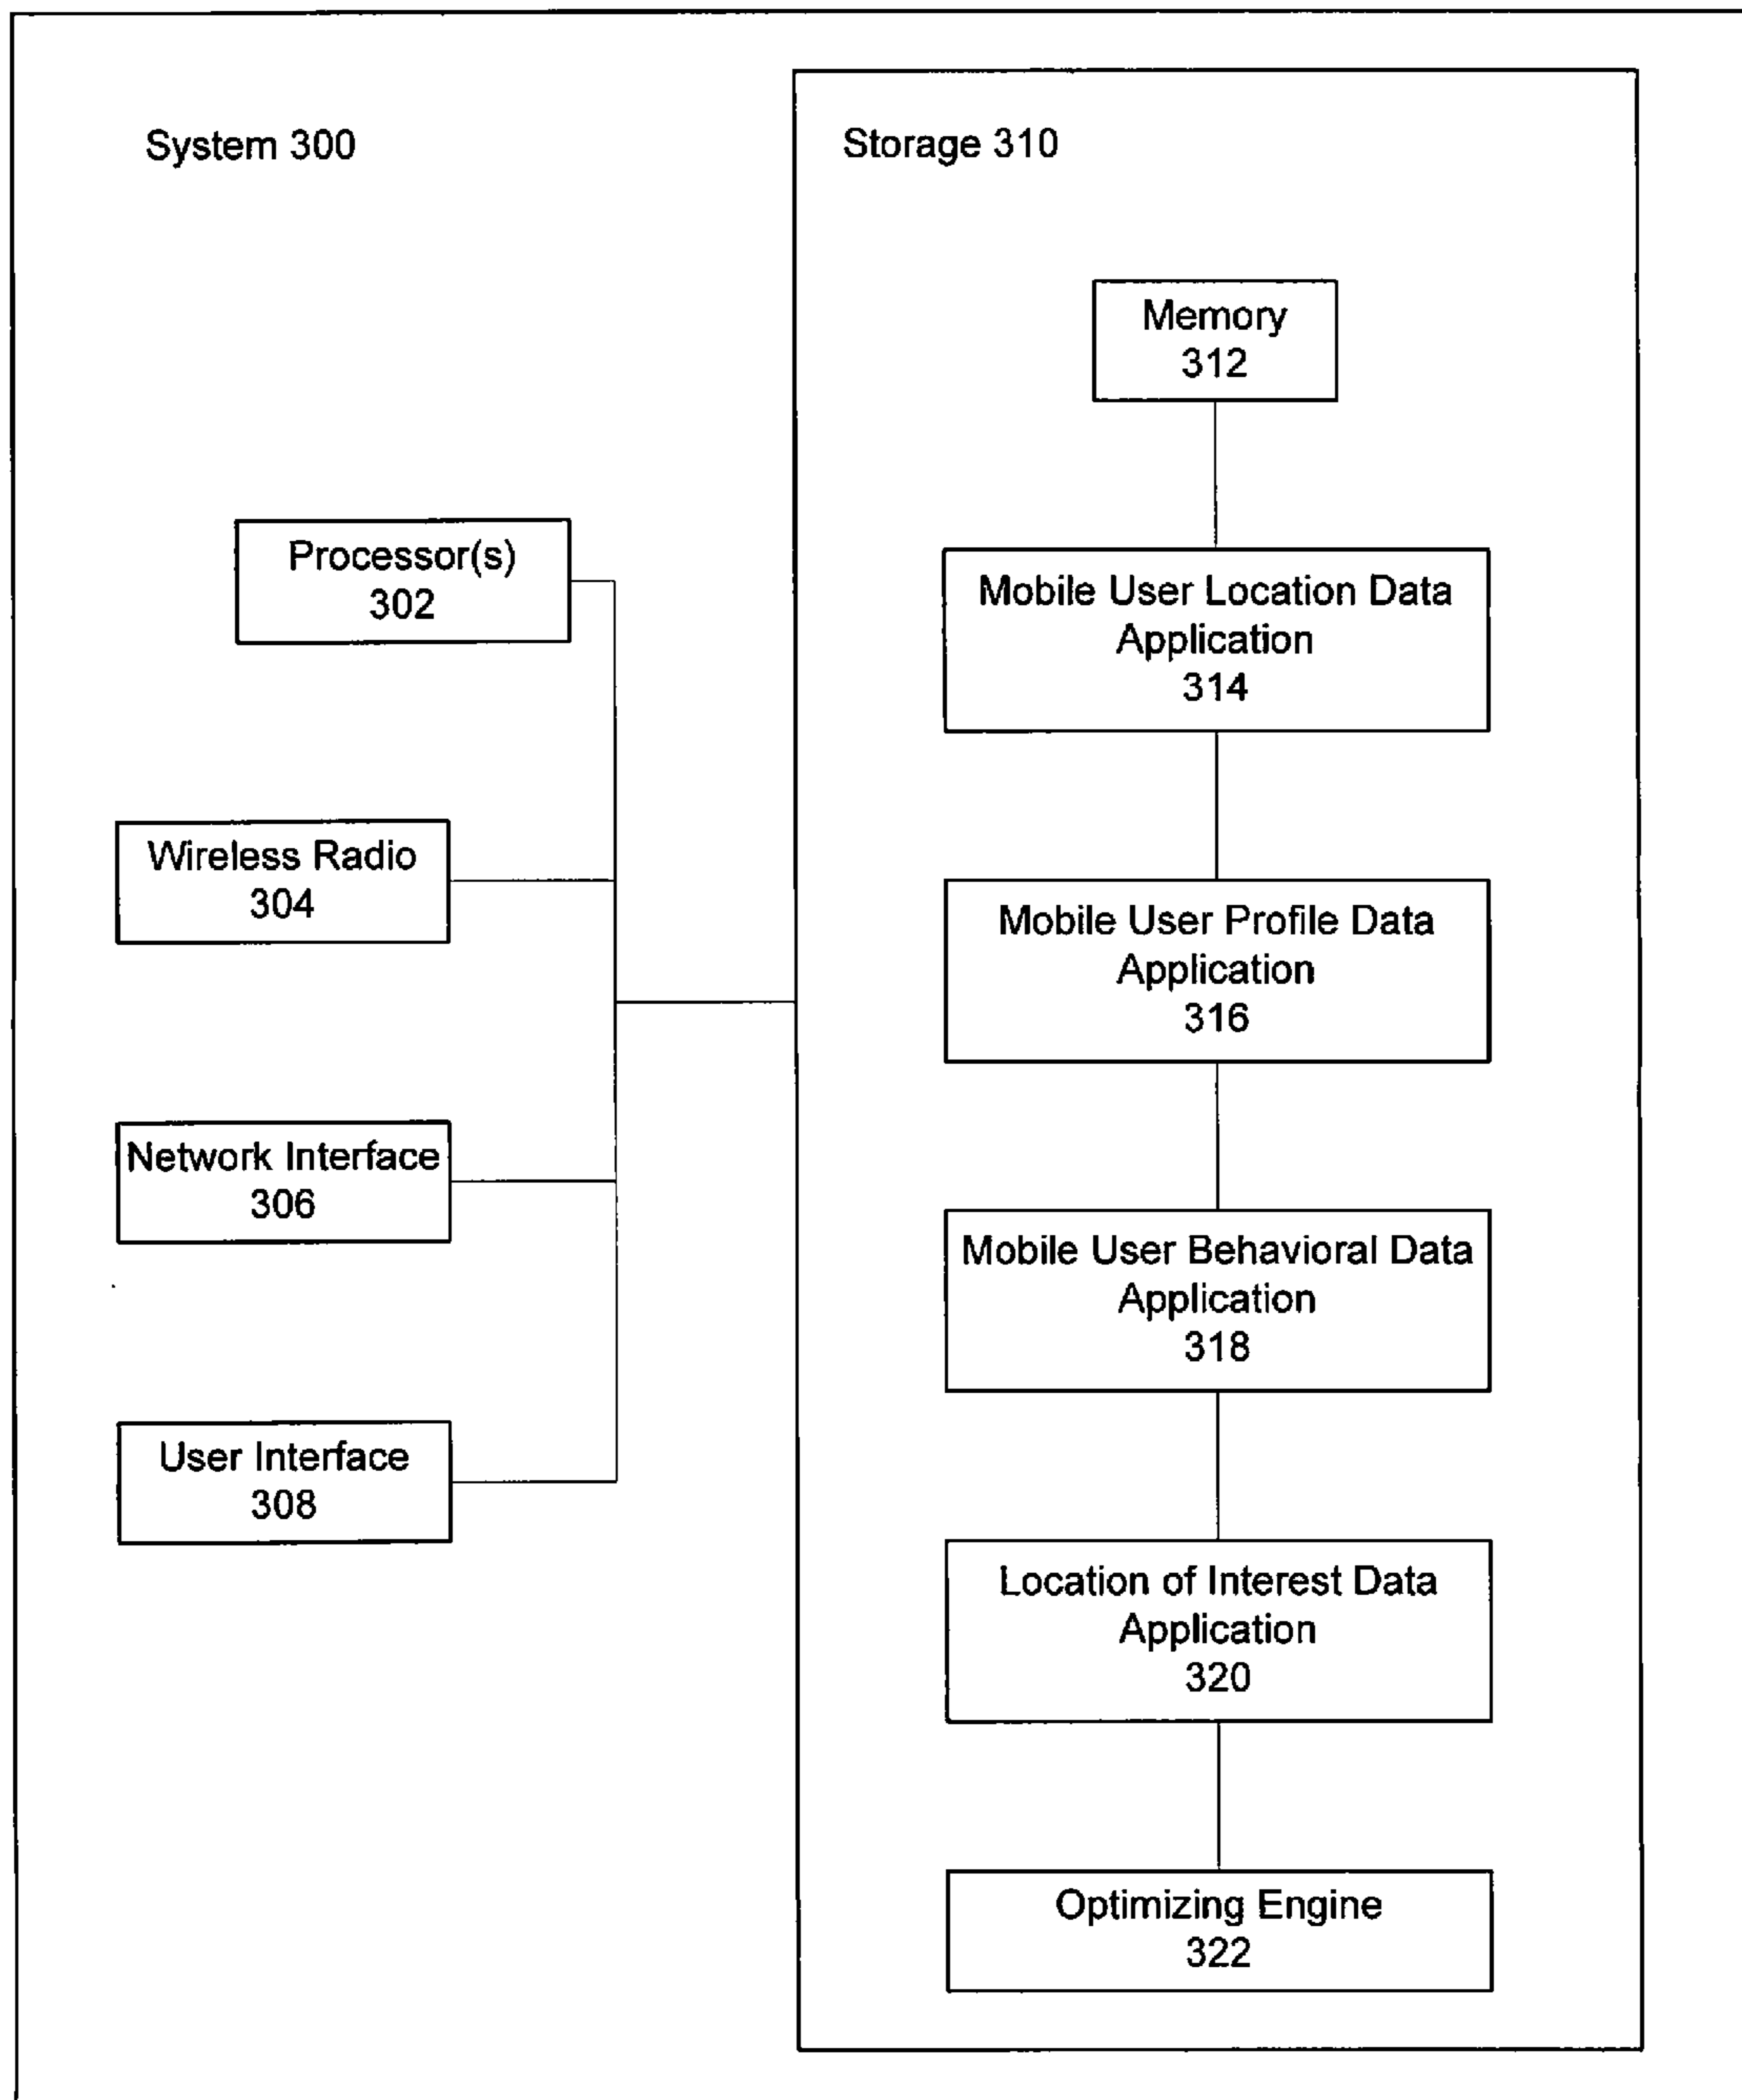 System 300
Storage 310
Memory
312
Processor(s)
302
Mobile User Location Data
Application
314
Wireless Radio
304
Mobile User Profile Data
Application
316
Network Interface
306
Mobile User Behavioral Data
Application
318
User Interface
308
Location of Interest Data
Application
320
Optimizing Engine
322